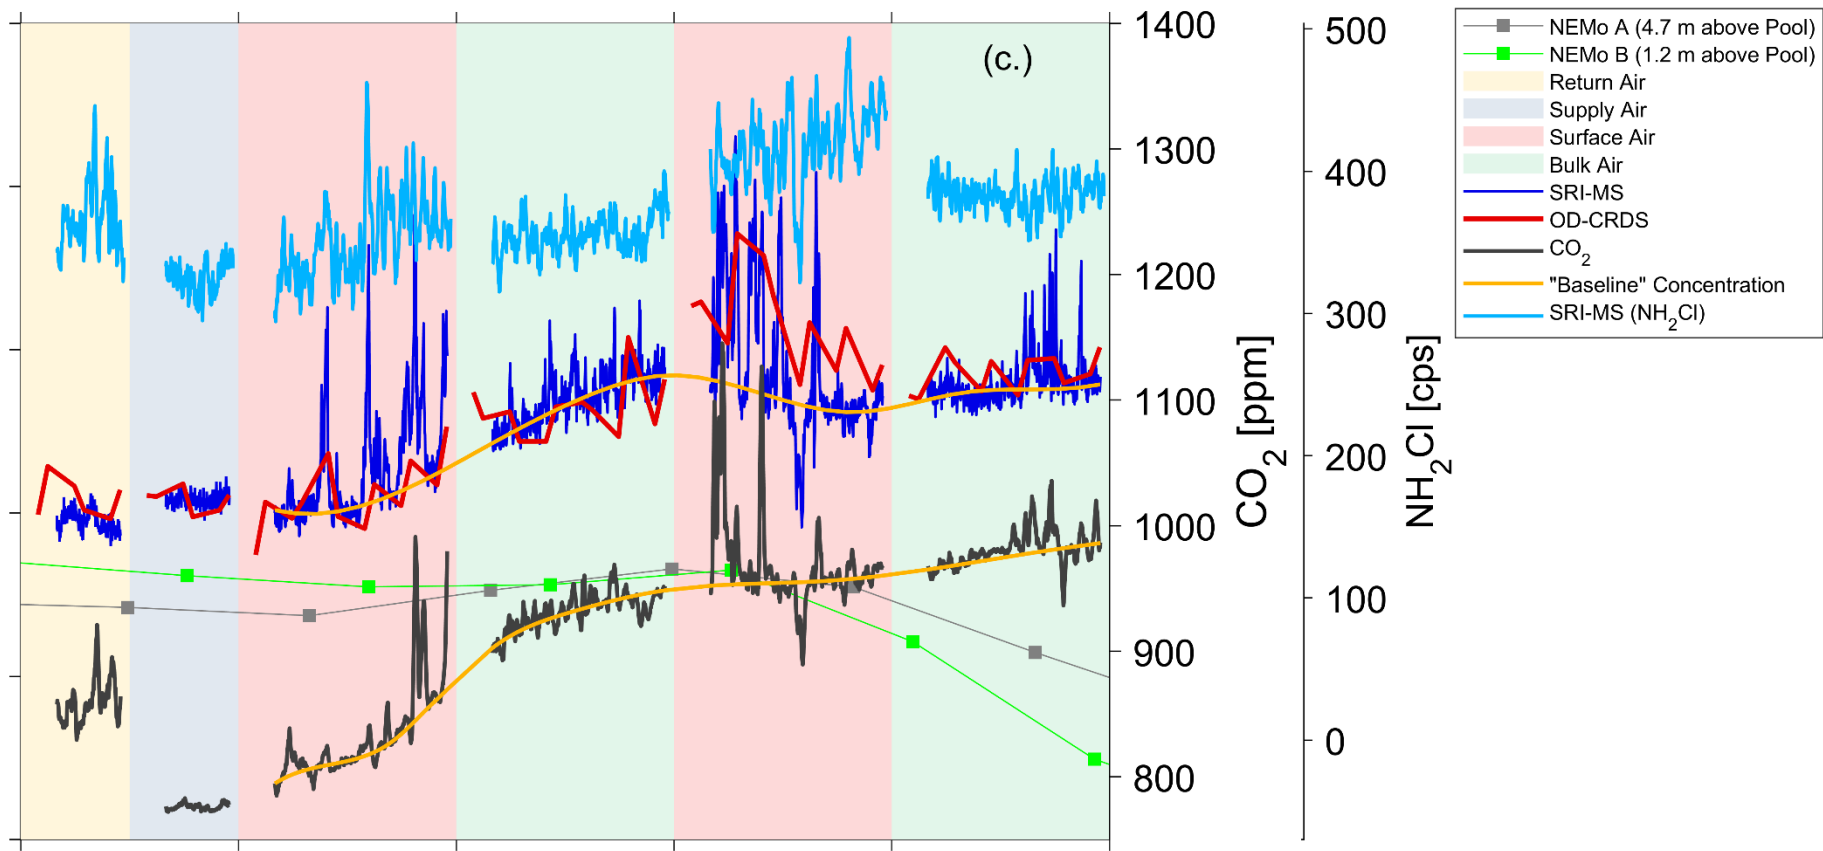 (c.)
1400
1300
1200
1100
1000
900
800
CO2 [ppm]
500
400
300
200
100
0
NH2Cl [cps]
NEMo A (4.7 m above Pool)
NEMo B (1.2 m above Pool)
Return Air
Supply Air
Surface Air
Bulk Air
SRI-MS
OD-CRDS
CO2
"Baseline" Concentration
SRI-MS (NH2Cl)